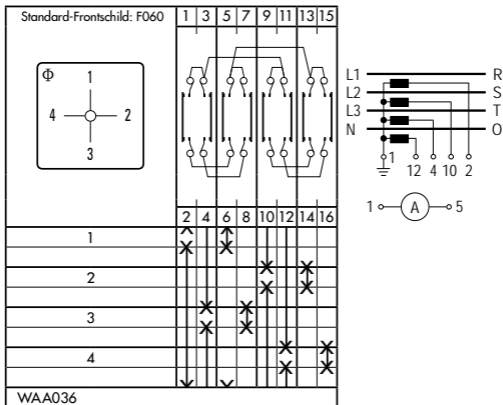 Standard-Frontschild: F060
1 3 5 7 9 11 13 15
Φ
1
4 2
3
L1 R
L2 S
L3 T
N O
1 12 4 10 2
1 A 5
2 4 6 8 10 12 14 16
1
2
3
4
WAA036